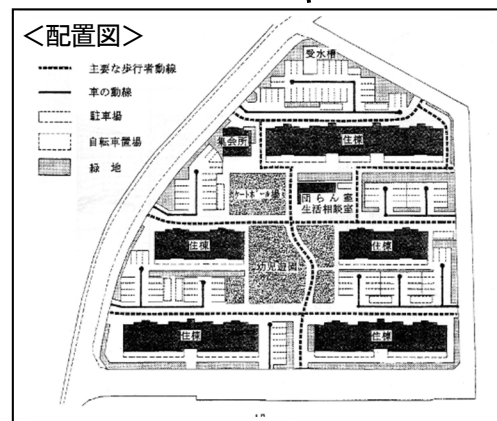 <配置図>
主要な歩行者動線
車の動線
駐車場
自転車置場
緑地
受水槽
集会所
住棟
ゲートボール場
団らん室
生活相談室
住棟
幼児遊園
住棟
住棟
住棟